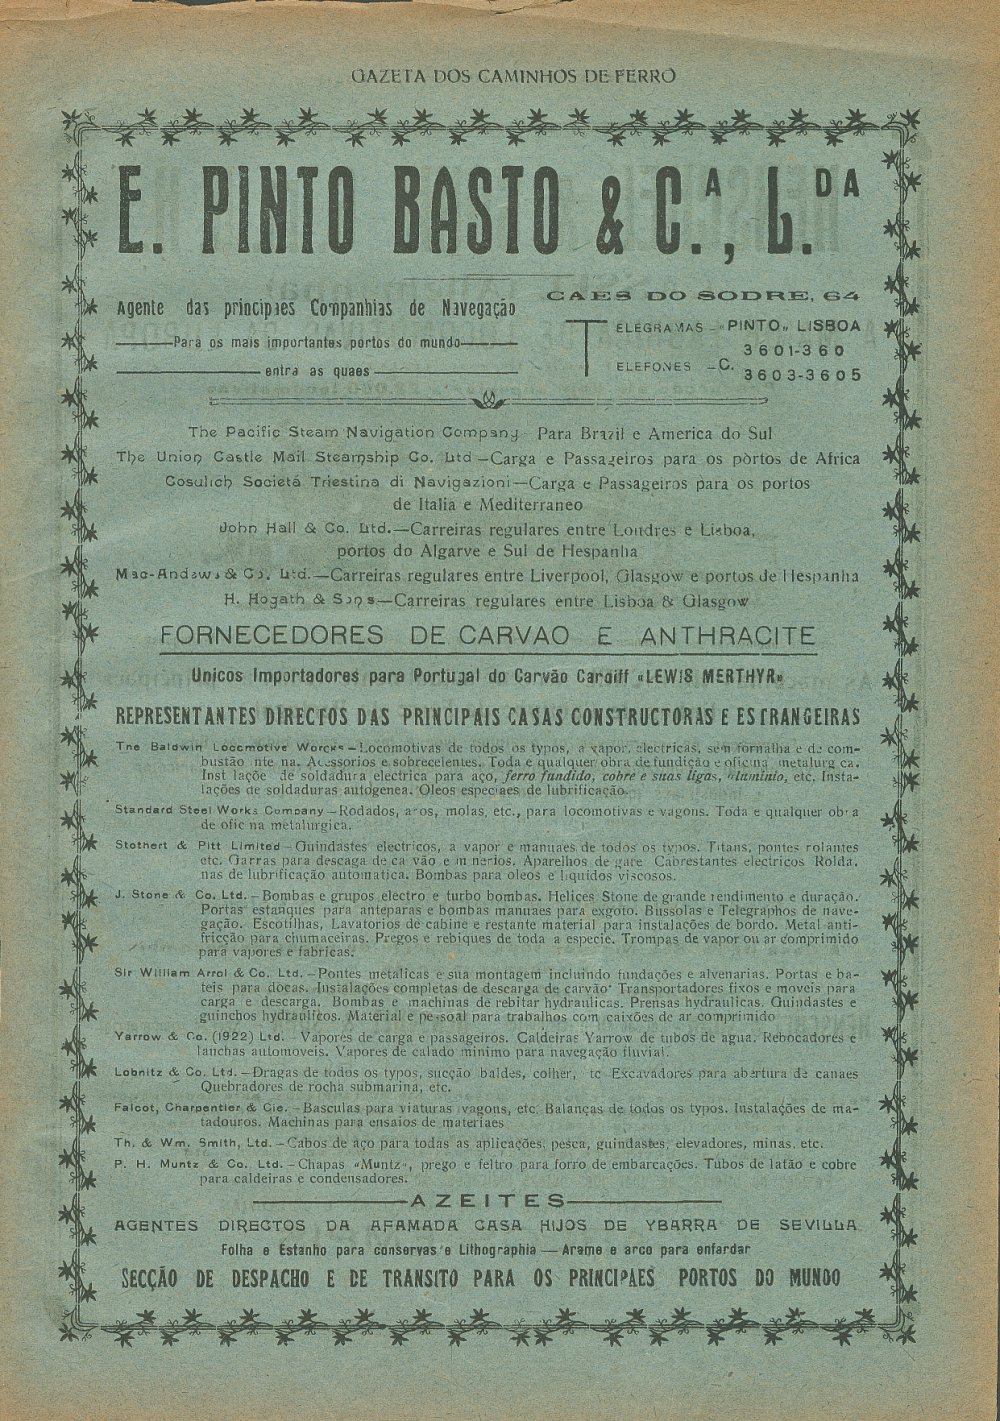 GAZETA DOS CAMINHOS DE FERRO
E. PINTO BASTO & C.ª, L.DA
Agente das principaes Companhias de Navegação
Para os mais importantes portos do mundo
entra as quaes
CAES DO SODRE, 64
TELEGRAMAS – «PINTO» LISBOA
TELEFONES – C. 3601-360
3603-3605
The Pacific Steam Navigation Company – Para Brazil e America do Sul
The Union Castle Mail Steamship Co. Ltd – Carga e Passageiros para os pòrtos de Africa
Cosulich Societá Triestina di Navigazioni — Carga e Passageiros para os portos
de Italia e Mediterraneo
John Hall & Co. Ltd. — Carreiras regulares entre Londres e Lisboa,
portos do Algarve e Sul de Hespanha
Mac-Andews & Co. Ltd. — Carreiras regulares entre Liverpool, Glasgow e portos de Hespanha
H. Hogath & Sons — Carreiras regulares entre Lisboa & Glasgow
FORNECEDORES DE CARVAO E ANTHRACITE
Unicos Importadores para Portugal do Carvão Cardiff «LEWIS MERTHYR»
REPRESENTANTES DIRECTOS DAS PRINCIPAIS CASAS CONSTRUCTORAS E ESTRANGEIRAS
The Baldwin Locomotive Worcks – Locomotivas de todos os typos, a vapor, electricas, sem fornalha e de com-
bustão nte na. Acessorios e sobrecelentes. Toda e qualquer obra de fundição e oficina metalurg ca.
Inst lações de soldadura electrica para aço, ferro fundido, cobre e suas ligas, aluminio, etc. Insta-
lações de soldaduras autogenea. Oleos especiaes de lubrificação.
Standard Steel Works Company – Rodados, aros, molas, etc., para locomotivas e vagons. Toda e qualquer obra
de ofic na metalurgica.
Stothert & Pitt Limited – Guindastes electricos, a vapor e manuaes de todos os typos. Titans, pontes rolantes
etc. Garras para descaga de ca vão e m nerios. Aparelhos de gare Cabrestantes electricos Rolda,
nas de lubrificação automatica. Bombas para oleos e liquidos viscosos.
J. Stone & Co. Ltd. – Bombas e grupos electro e turbo bombas. Helices Stone de grande rendimento e duração.
Portas estanques para anteparas e bombas manuaes para exgoto. Bussolas e Telegraphos de nave-
gação. Escotilhas, Lavatorios de cabine e restante material para instalações de bordo. Metal anti-
fricção para chumaceiras. Pregos e rebiques de toda a especie. Trompas de vapor ou ar comprimido
para vapores e fabricas.
Sir William Arrol & Co. Ltd. – Pontes metalicas e sua montagem incluindo fundações e alvenarias. Portas e ba-
teis para docas. Instalações completas de descarga de carvão Transportadores fixos e moveis para
carga e descarga. Bombas e machinas de rebitar hydraulicas. Prensas hydraulicas. Guindastes e
guinchos hydraulicos. Material e pessoal para trabalhos com caixões de ar comprimido
Yarrow & Co. (1922) Ltd. – Vapores de carga e passageiros. Caldeiras Yarrow de tubos de agua. Rebocadores e
lanchas automoveis. Vapores de calado minimo para navegação fluvial.
Lobnitz & Co. Ltd. – Dragas de todos os typos, sucção baldes, colher, tc Excavadores para abertura de canaes
Quebradores de rocha submarina, etc.
Falcot, Charpentier & Cie. – Basculas para viaturas vagons, etc. Balanças de todos os typos. Instalações de ma-
tadouros. Machinas para ensaios de materiaes
Th. & Wm. Smith, Ltd. – Cabos de aço para todas as aplicações, pesca, guindastes, elevadores, minas, etc.
P. H. Muntz & Co. Ltd. – Chapas «Muntz», prego e feltro para forro de embarcações. Tubos de latão e cobre
para caldeiras e condensadores.
AZEITES
AGENTES DIRECTOS DA AFAMADA CASA HIJOS DE YBARRA DE SEVILLA
Folha e Estanho para conservas e Lithographia — Arame e arco para enfardar
SECÇÃO DE DESPACHO E DE TRANSITO PARA OS PRINCIPAES PORTOS DO MUNDO